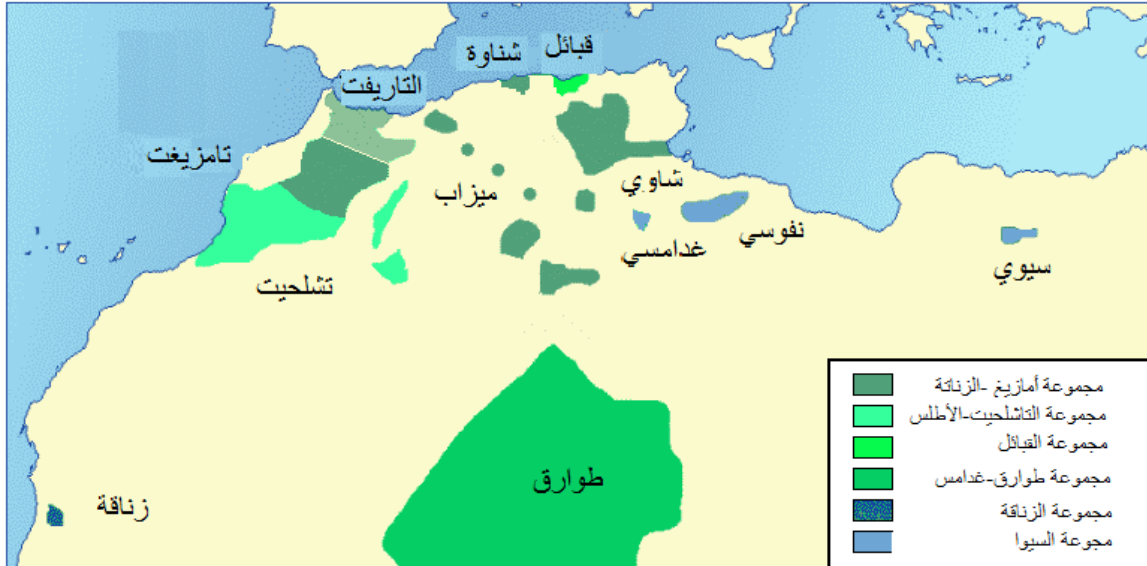 قبائل
شناوة
التاريفت
تامزيغت
شاوي
ميزاب
نفوسي
غدامسي
سيوي
تشلحيت
طوارق
زناقة
مجموعة أمازيغ -الزناتة
مجموعة التاشلحيت-الأطلس
مجموعة القبائل
مجموعة طوارق-غدامس
مجموعة الزناقة
مجوعة السيوا